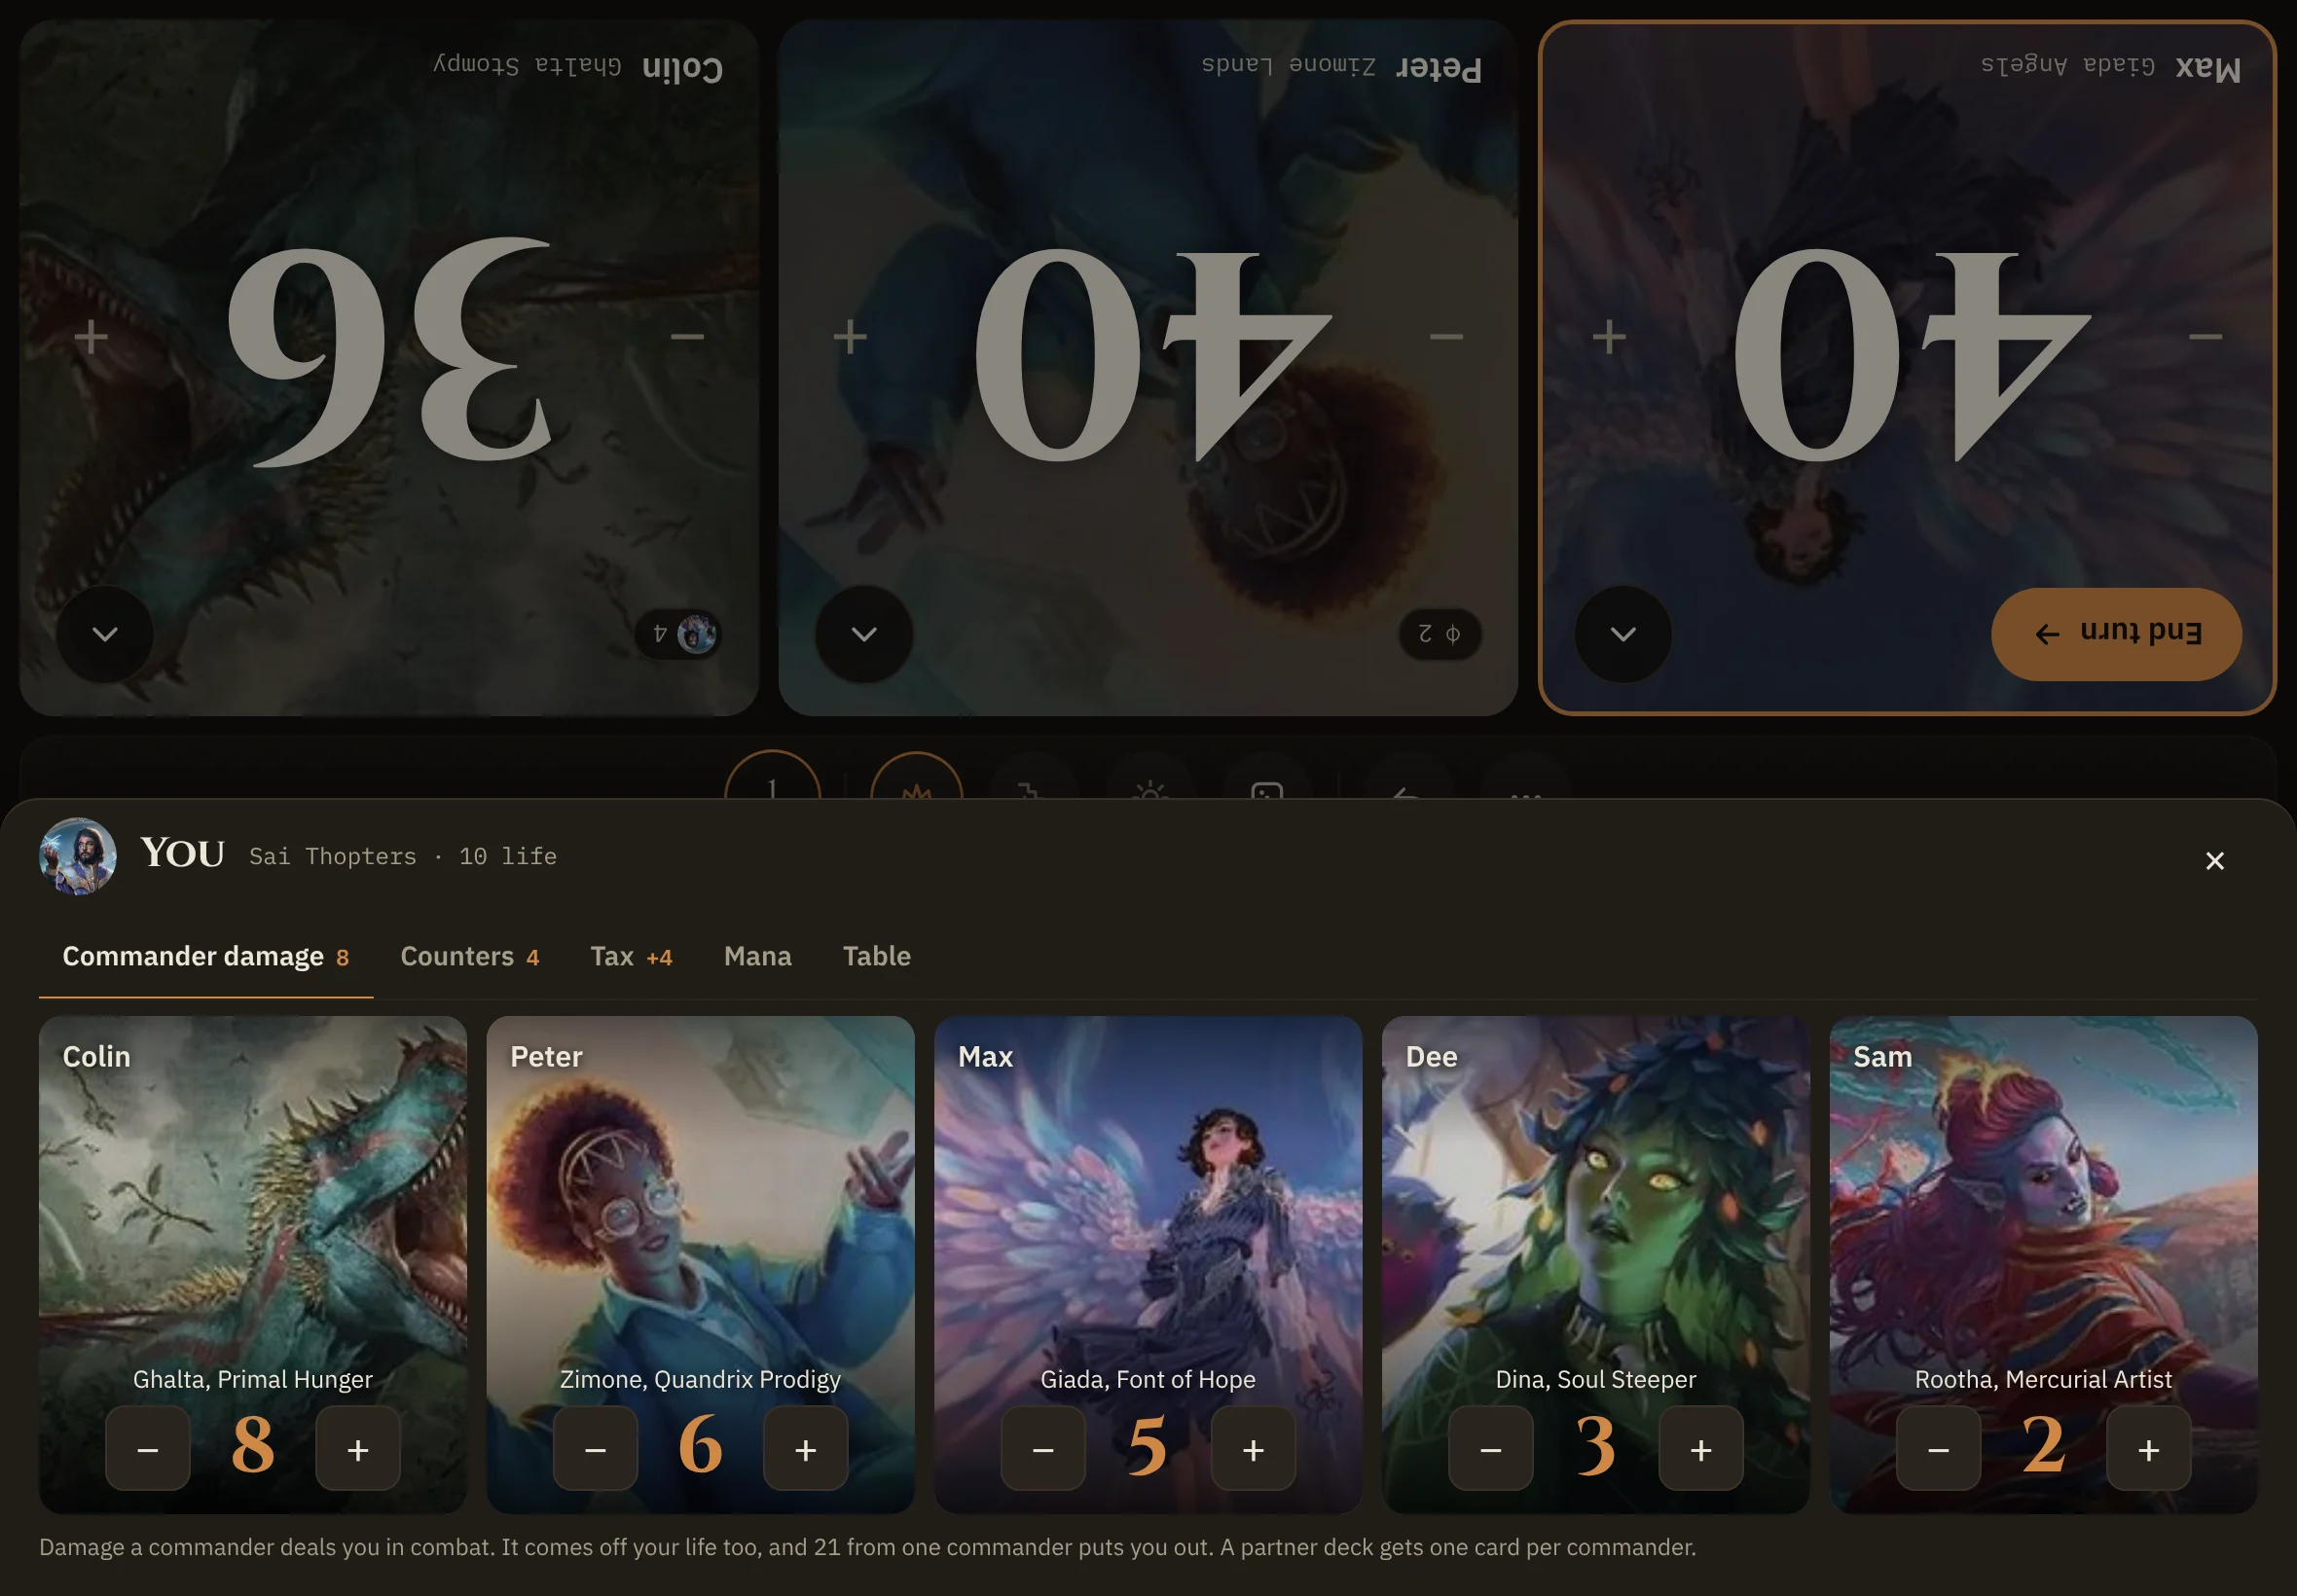 Colin Ghalta Stompy
36
4
Peter Zimone Lands
40
2
Max Giada Angels
40
End turn
1
YOU Sai Thopters · 10 life
Commander damage 8 Counters 4 Tax +4 Mana Table
Colin
Ghalta, Primal Hunger
− 8 +
Peter
Zimone, Quandrix Prodigy
− 6 +
Max
Giada, Font of Hope
− 5 +
Dee
Dina, Soul Steeper
− 3 +
Sam
Rootha, Mercurial Artist
− 2 +
Damage a commander deals you in combat. It comes off your life too, and 21 from one commander puts you out. A partner deck gets one card per commander.